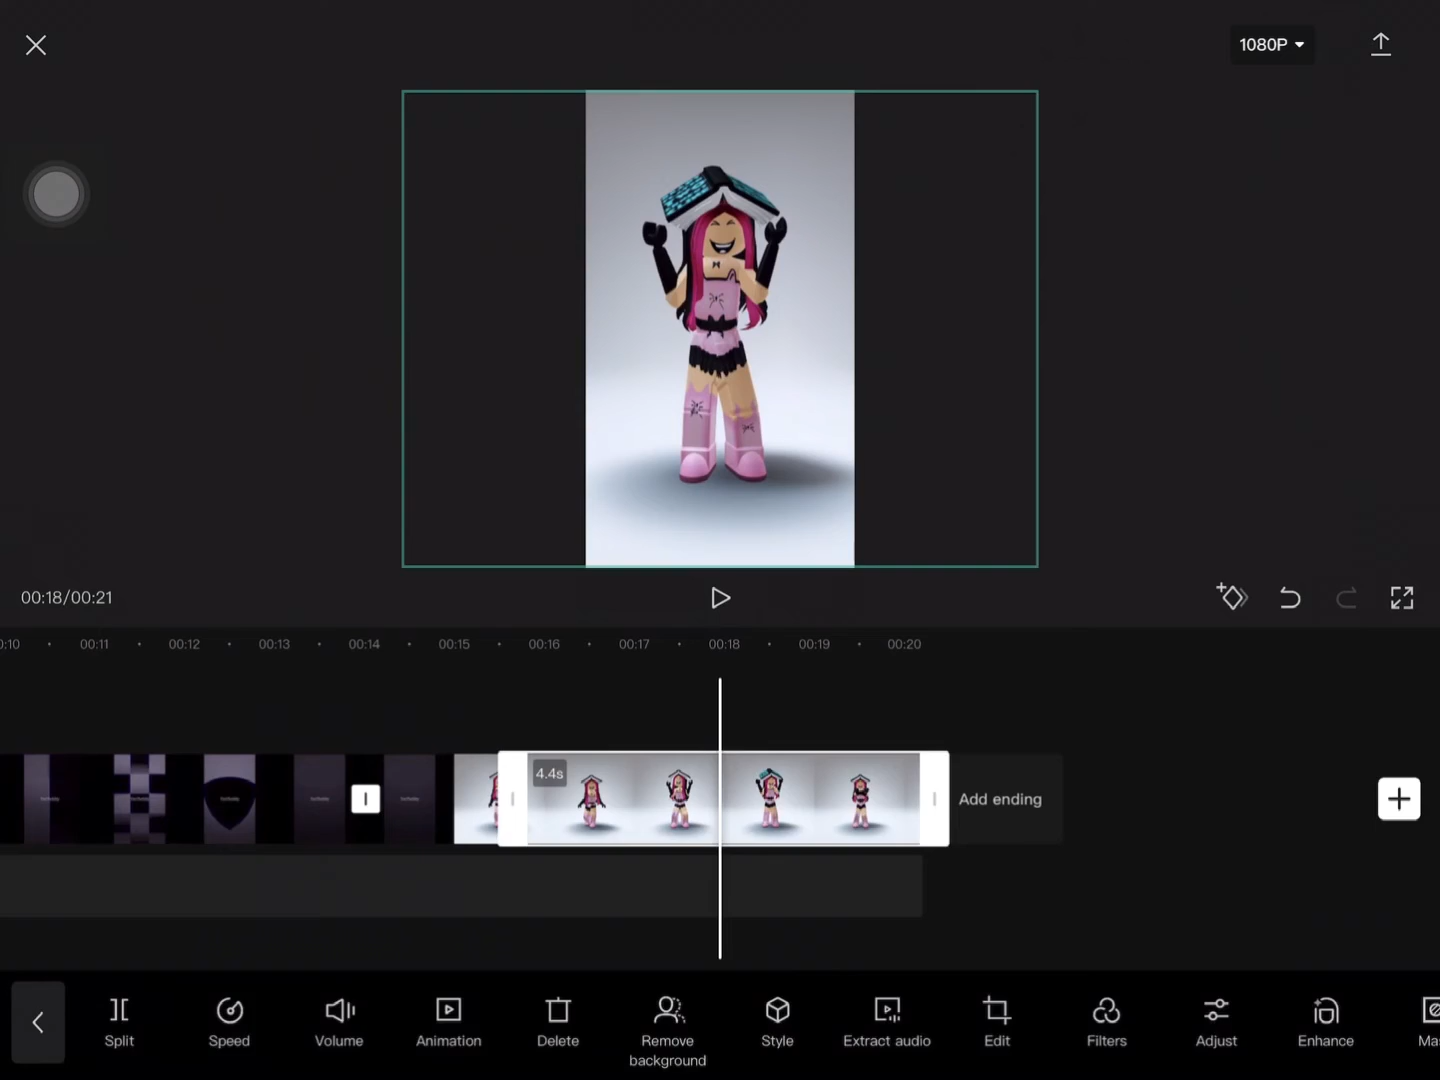 1080P
00:18/00:21
0:10 00:11 00:12 00:13 00:14 00:15 00:16 00:17 00:18 00:19 00:20
4.4s
Add ending
Split
Speed
Volume
Animation
Delete
Remove
background
Style
Extract audio
Edit
Filters
Adjust
Enhance
Ma